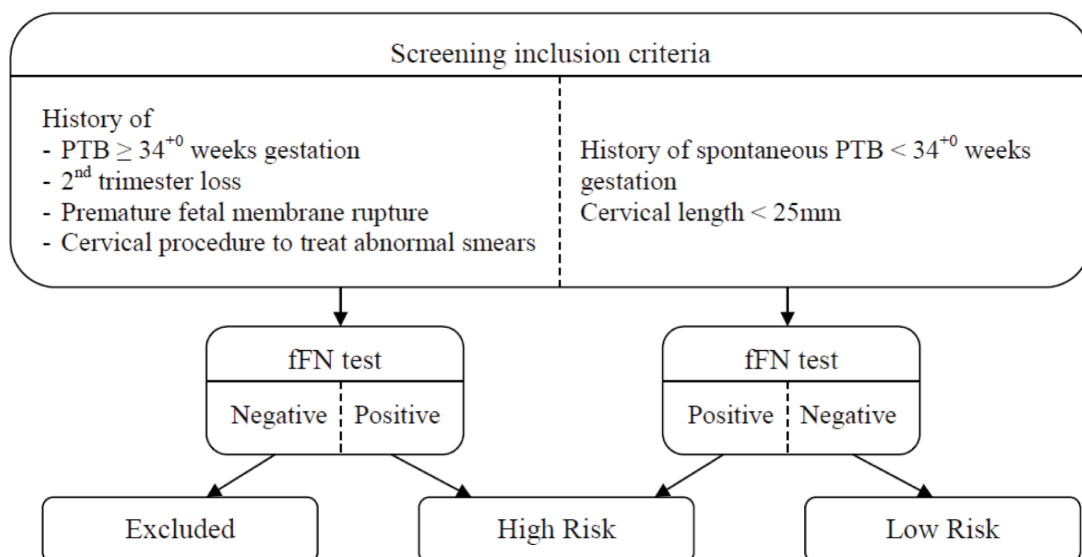 Screening inclusion criteria
History of
- PTB ≥ 34⁺⁰ weeks gestation
- 2ⁿᵈ trimester loss
- Premature fetal membrane rupture
- Cervical procedure to treat abnormal smears
History of spontaneous PTB < 34⁺⁰ weeks
gestation
Cervical length < 25mm
fFN test
Negative Positive
fFN test
Positive Negative
Excluded
High Risk
Low Risk